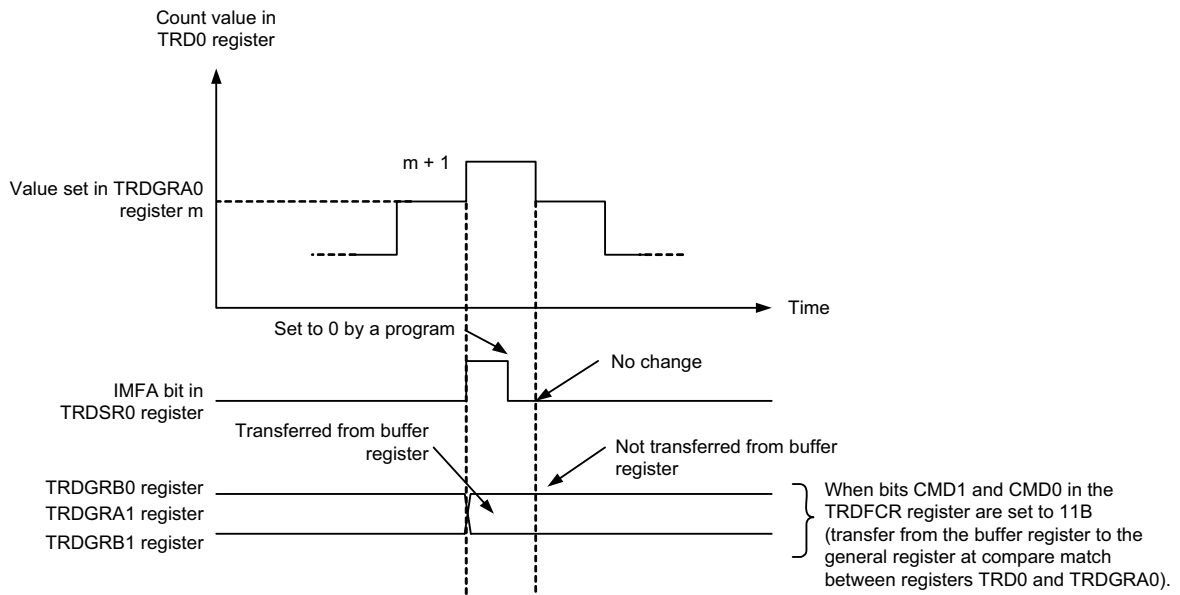 Count value in
TRD0 register
m + 1
Value set in TRDGRA0
register m
Time
Set to 0 by a program
No change
IMFA bit in
TRDSR0 register
Transferred from buffer
register
Not transferred from buffer
register
TRDGRB0 register
TRDGRA1 register
TRDGRB1 register
When bits CMD1 and CMD0 in the
TRDFCR register are set to 11B
(transfer from the buffer register to the
general register at compare match
between registers TRD0 and TRDGRA0).